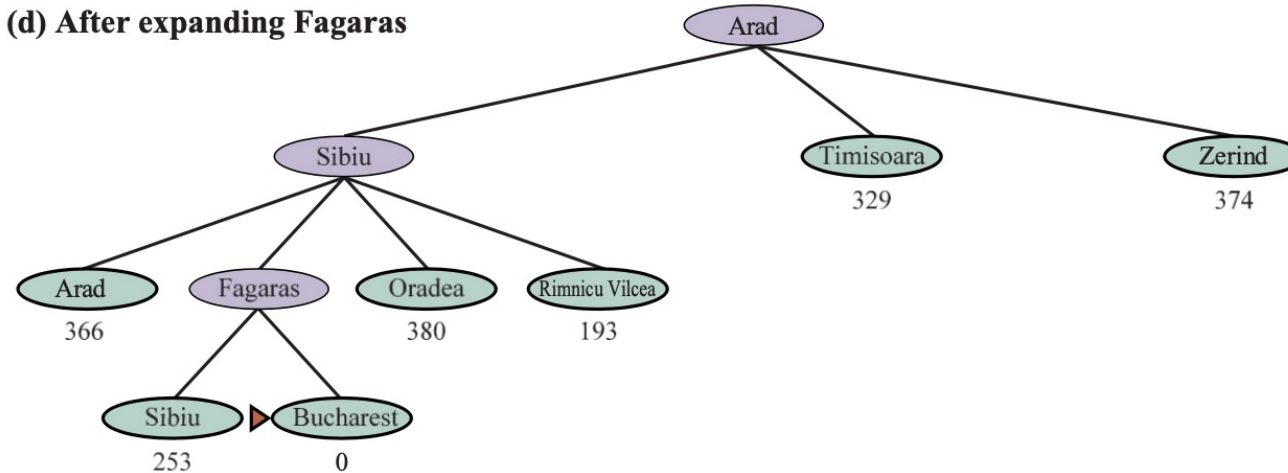 (d) After expanding Fagaras
Arad
Sibiu
Timisoara
Zerind
329
374
Arad
Fagaras
Oradea
Rimnicu Vilcea
366
380
193
Sibiu
Bucharest
253
0